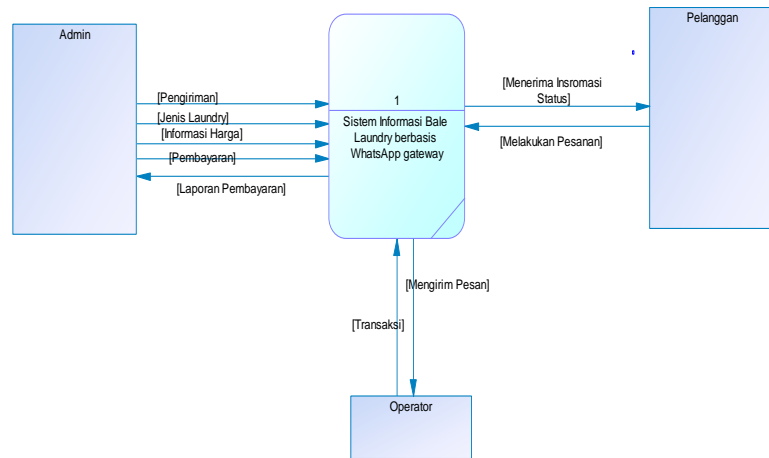 Admin
Pelanggan
[Pengiriman]
[Jenis Laundry]
[Informasi Harga]
[Pembayaran]
[Laporan Pembayaran]
1
Sistem Informasi Bale
Laundry berbasis
WhatsApp gateway
[Menerima Insromasi
Status]
[Melakukan Pesanan]
[Mengirim Pesan]
[Transaksi]
Operator